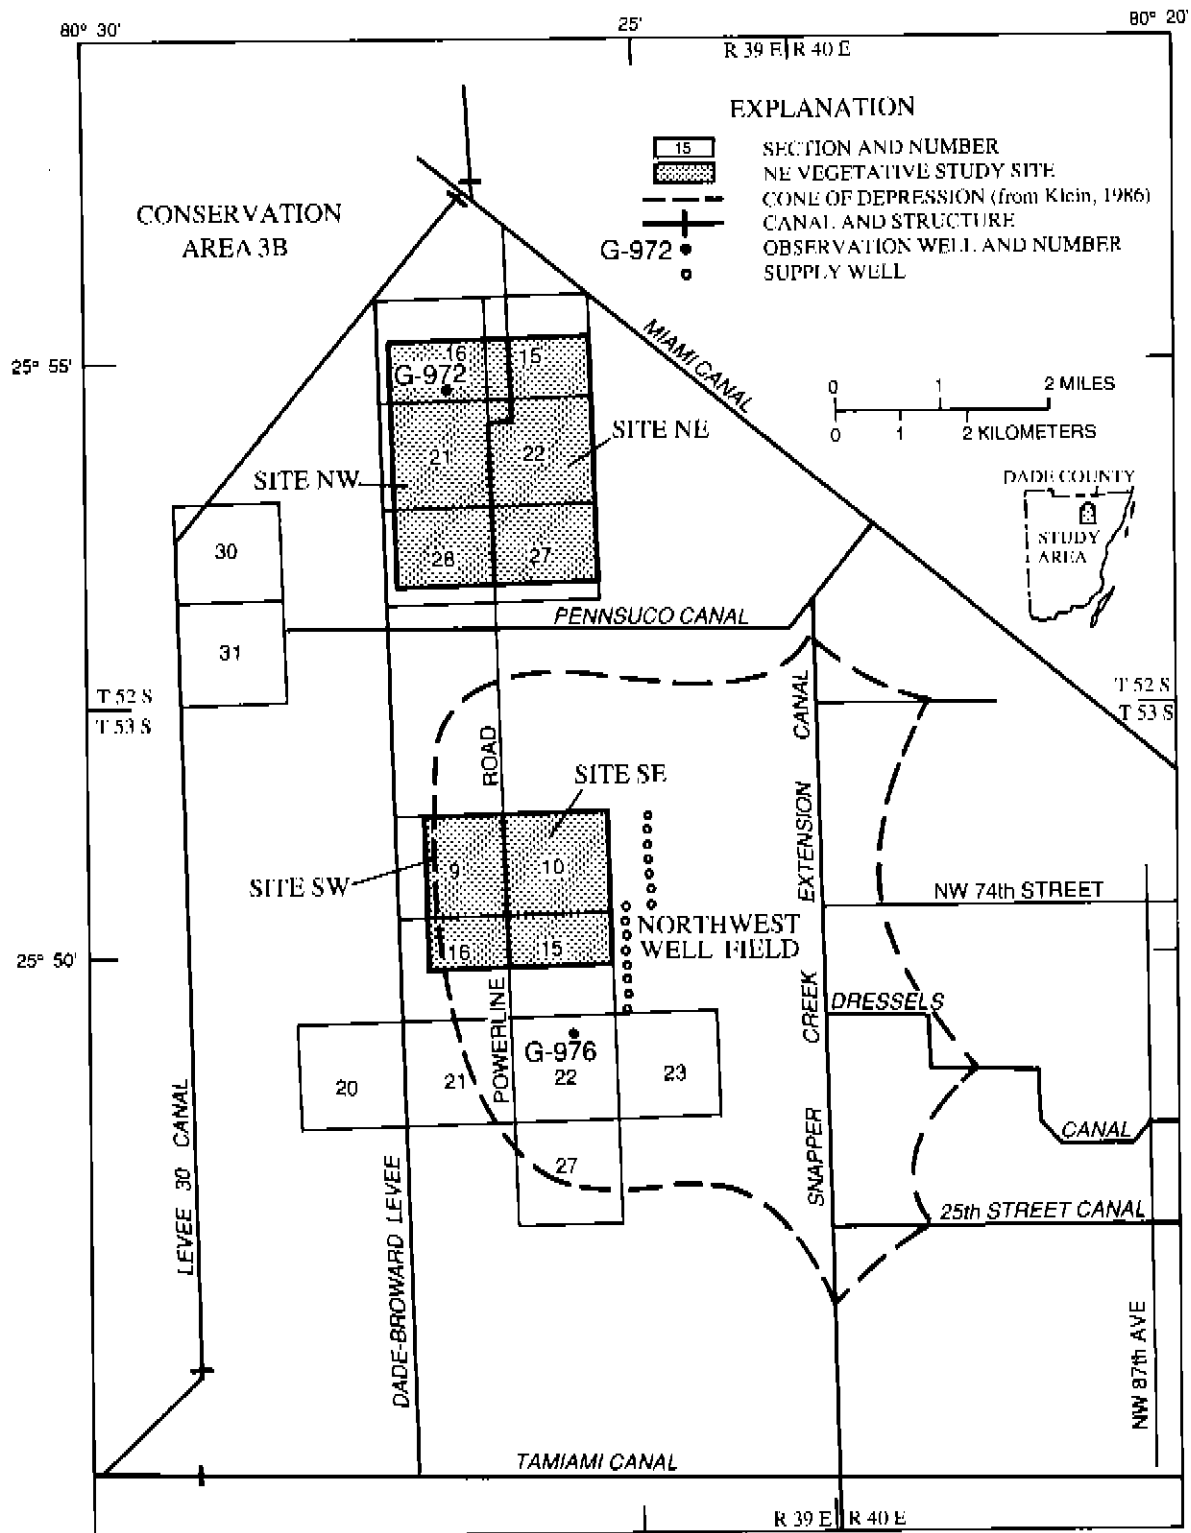 80° 30'
25'
80° 20'
R 39 E R 40 E
EXPLANATION
15
SECTION AND NUMBER
NE VEGETATIVE STUDY SITE
CONE OF DEPRESSION (from Klein, 1986)
CANAL AND STRUCTURE
G-972
OBSERVATION WELL AND NUMBER
SUPPLY WELL
CONSERVATION
AREA 3B
MIAMI CANAL
25° 55'
16
15
G-972
0 1 2 MILES
0 1 2 KILOMETERS
SITE NE
21
22
SITE NW
DADE COUNTY
STUDY
AREA
30
28
27
PENNSUCO CANAL
31
T 52 S
T 53 S
T 52 S
T 53 S
ROAD
SITE SE
9
10
SITE SW
NW 74th STREET
NORTHWEST
WELL FIELD
16
15
25° 50'
POWERLINE
SNAPPER CREEK EXTENSION CANAL
DRESSELS
G-976
20
21
22
23
CANAL
27
LEVEE 30 CANAL
DADE-BROWARD LEVEE
25th STREET CANAL
NW 87th AVE
TAMIAMI CANAL
R 39 E R 40 E